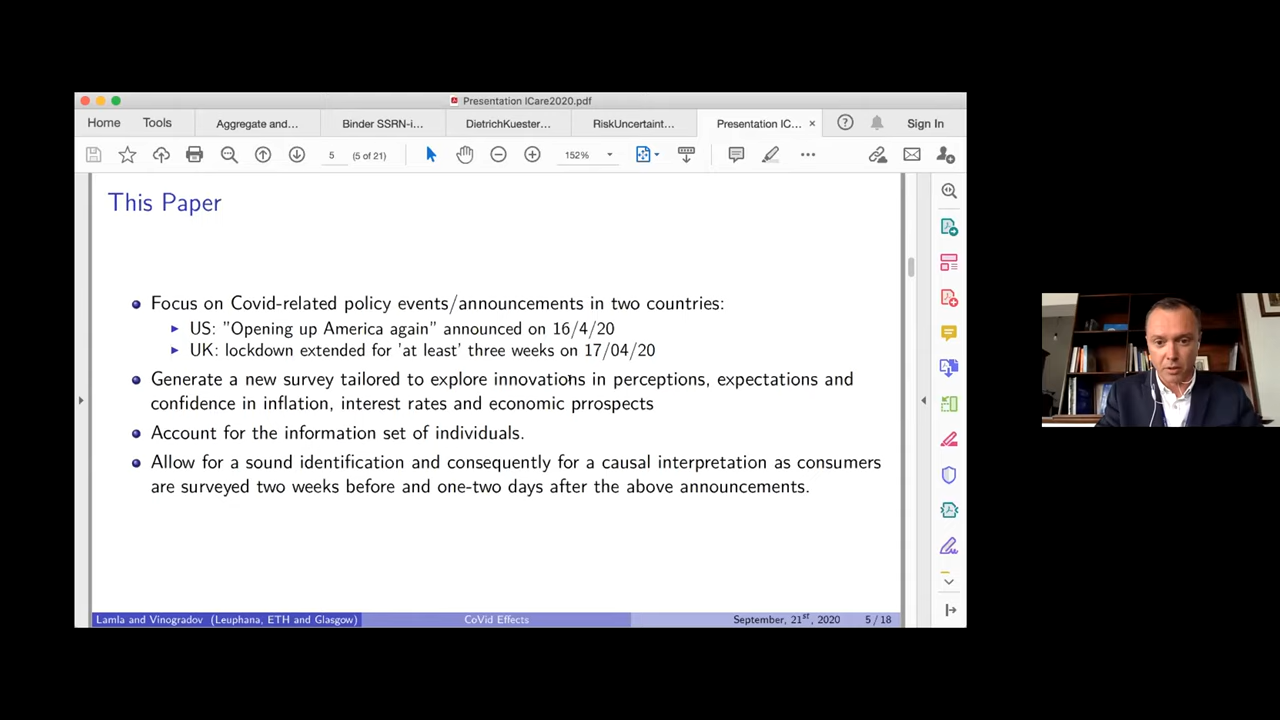 Presentation ICare2020.pdf
Home Tools Aggregate and... Binder SSRN-i... DietrichKuester... RiskUncertaint... Presentation IC... × Sign In
5 (5 of 21) 152%
This Paper
Focus on Covid-related policy events/announcements in two countries:
US: "Opening up America again" announced on 16/4/20
UK: lockdown extended for 'at least' three weeks on 17/04/20
Generate a new survey tailored to explore innovations in perceptions, expectations and
confidence in inflation, interest rates and economic prrospects
Account for the information set of individuals.
Allow for a sound identification and consequently for a causal interpretation as consumers
are surveyed two weeks before and one-two days after the above announcements.
Lamla and Vinogradov (Leuphana, ETH and Glasgow) CoVid Effects September, 21st, 2020 5 / 18